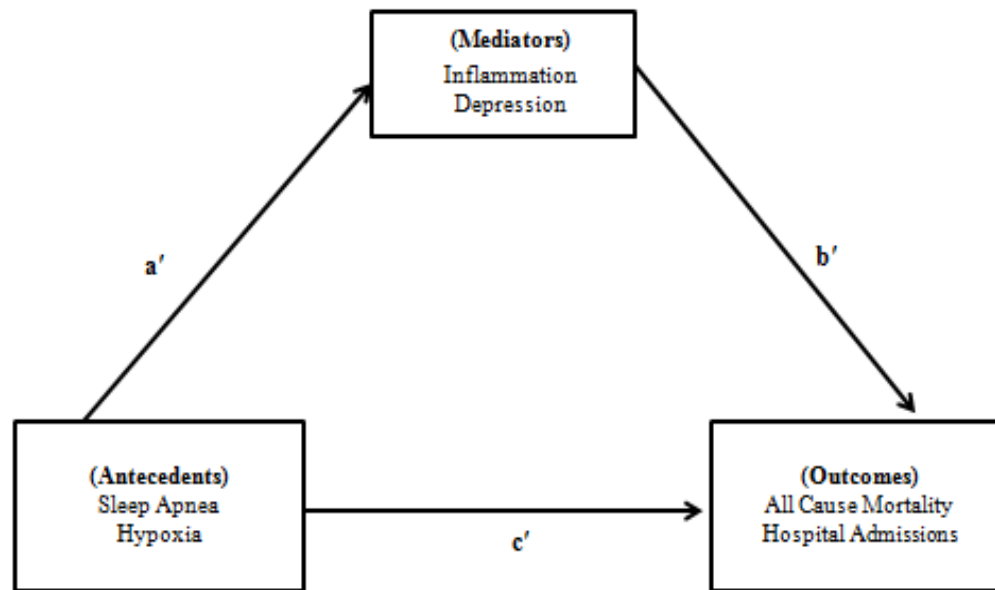 (Mediators)
Inflammation
Depression
a′
b′
(Antecedents)
Sleep Apnea
Hypoxia
c′
(Outcomes)
All Cause Mortality
Hospital Admissions